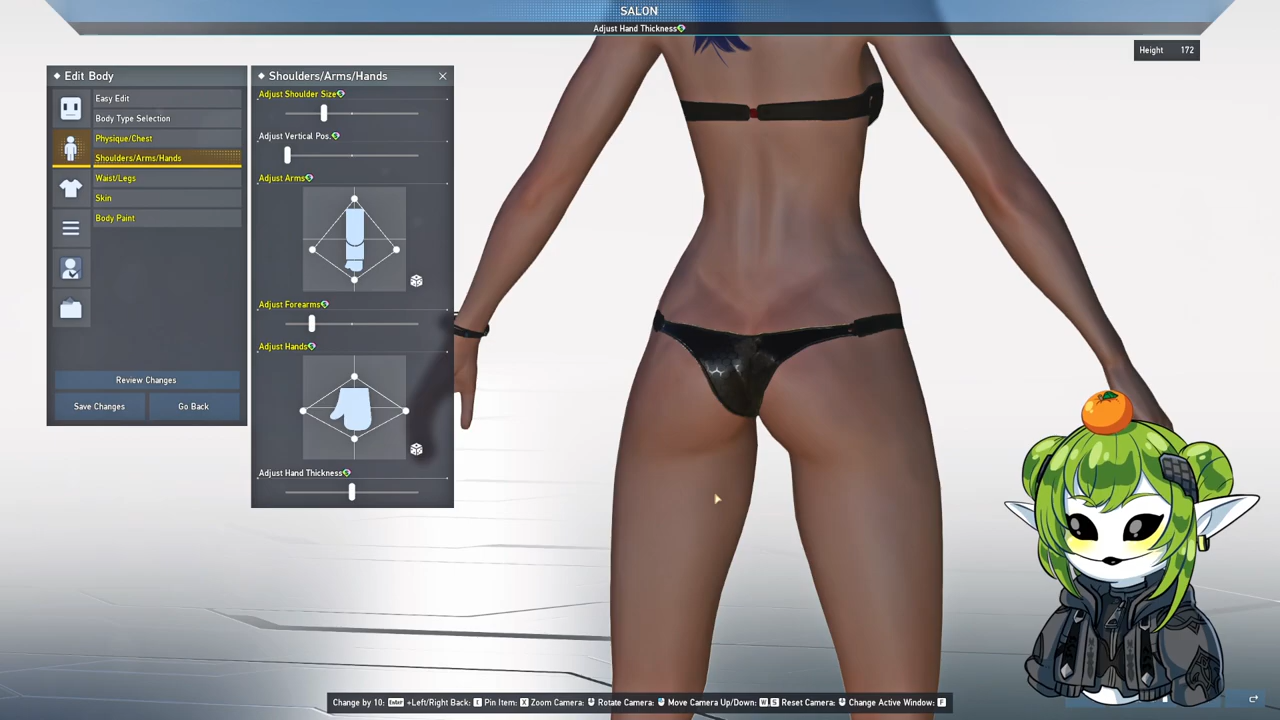 SALON
Adjust Hand Thickness
Height 172
Edit Body
Easy Edit
Body Type Selection
Physique/Chest
Shoulders/Arms/Hands
Waist/Legs
Skin
Body Paint
Review Changes
Save Changes
Go Back
Shoulders/Arms/Hands
Adjust Shoulder Size
Adjust Vertical Pos.
Adjust Arms
Adjust Forearms
Adjust Hands
Adjust Hand Thickness
Change by 10: Enter +Left/Right Back: Pin Item: X Zoom Camera: Rotate Camera: Move Camera Up/Down: W S Reset Camera: Change Active Window: F